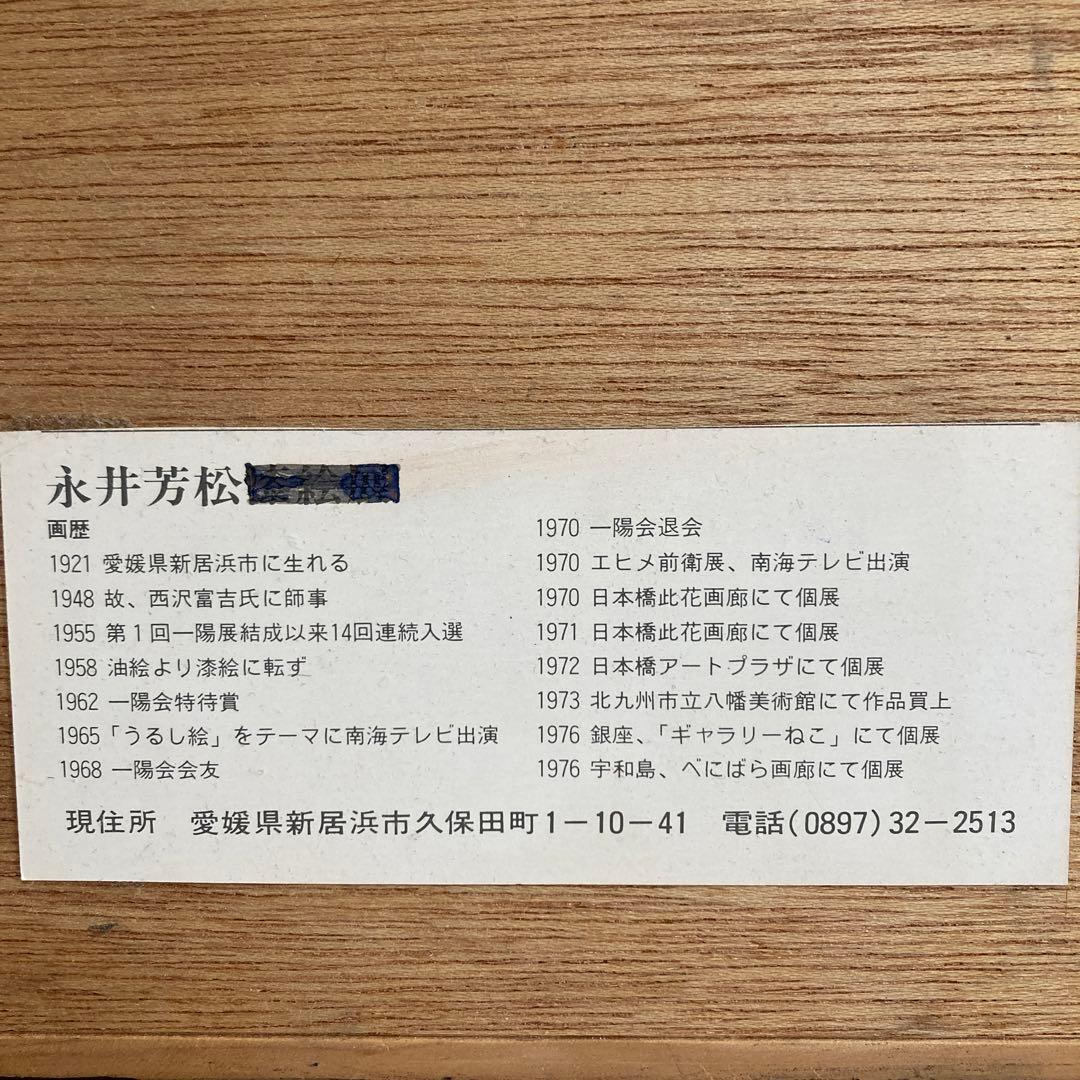 永井芳松漆絵展
画歴
1921 愛媛県新居浜市に生れる
1948 故、西沢富吉氏に師事
1955 第1回一陽展結成以来14回連続入選
1958 油絵より漆絵に転ず
1962 一陽会特待賞
1965「うるし絵」をテーマに南海テレビ出演
1968 一陽会会友
1970 一陽会退会
1970 エヒメ前衛展、南海テレビ出演
1970 日本橋此花画廊にて個展
1971 日本橋此花画廊にて個展
1972 日本橋アートプラザにて個展
1973 北九州市立八幡美術館にて作品買上
1976 銀座、「ギャラリーねこ」にて個展
1976 宇和島、べにばら画廊にて個展
現住所 愛媛県新居浜市久保田町1−10−41 電話(0897)32−2513